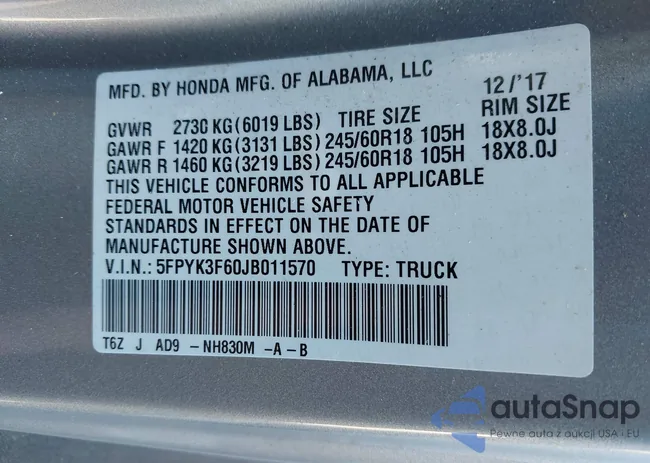 MFD. BY HONDA MFG. OF ALABAMA, LLC 12/'17
GVWR 2730 KG(6019 LBS) TIRE SIZE RIM SIZE
GAWR F 1420 KG(3131 LBS) 245/60R18 105H 18X8.0J
GAWR R 1460 KG(3219 LBS) 245/60R18 105H 18X8.0J
THIS VEHICLE CONFORMS TO ALL APPLICABLE
FEDERAL MOTOR VEHICLE SAFETY
STANDARDS IN EFFECT ON THE DATE OF
MANUFACTURE SHOWN ABOVE.
V.I.N.: 5FPYK3F60JB011570 TYPE: TRUCK
T6Z J AD9 -NH830M -A-B
autaSnap
Pewne auta z aukcji USA i EU